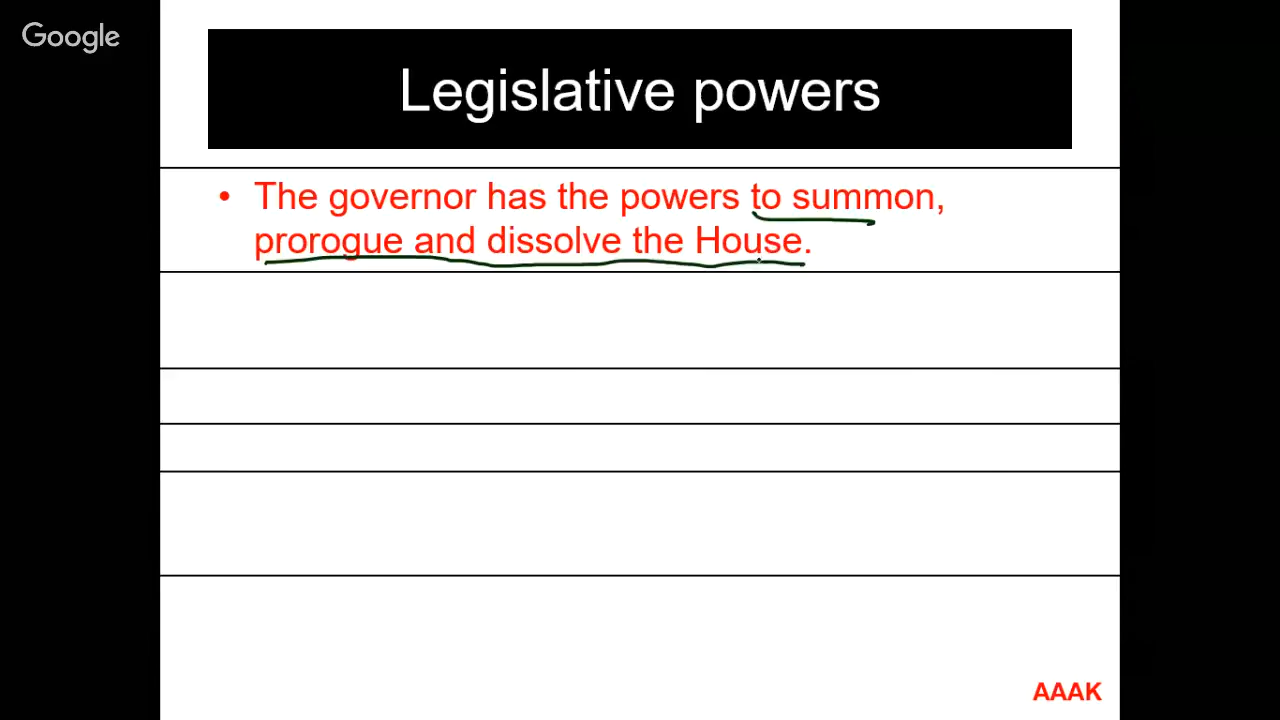 Google
Legislative powers
• The governor has the powers to summon,
prorogue and dissolve the House.
AAAK